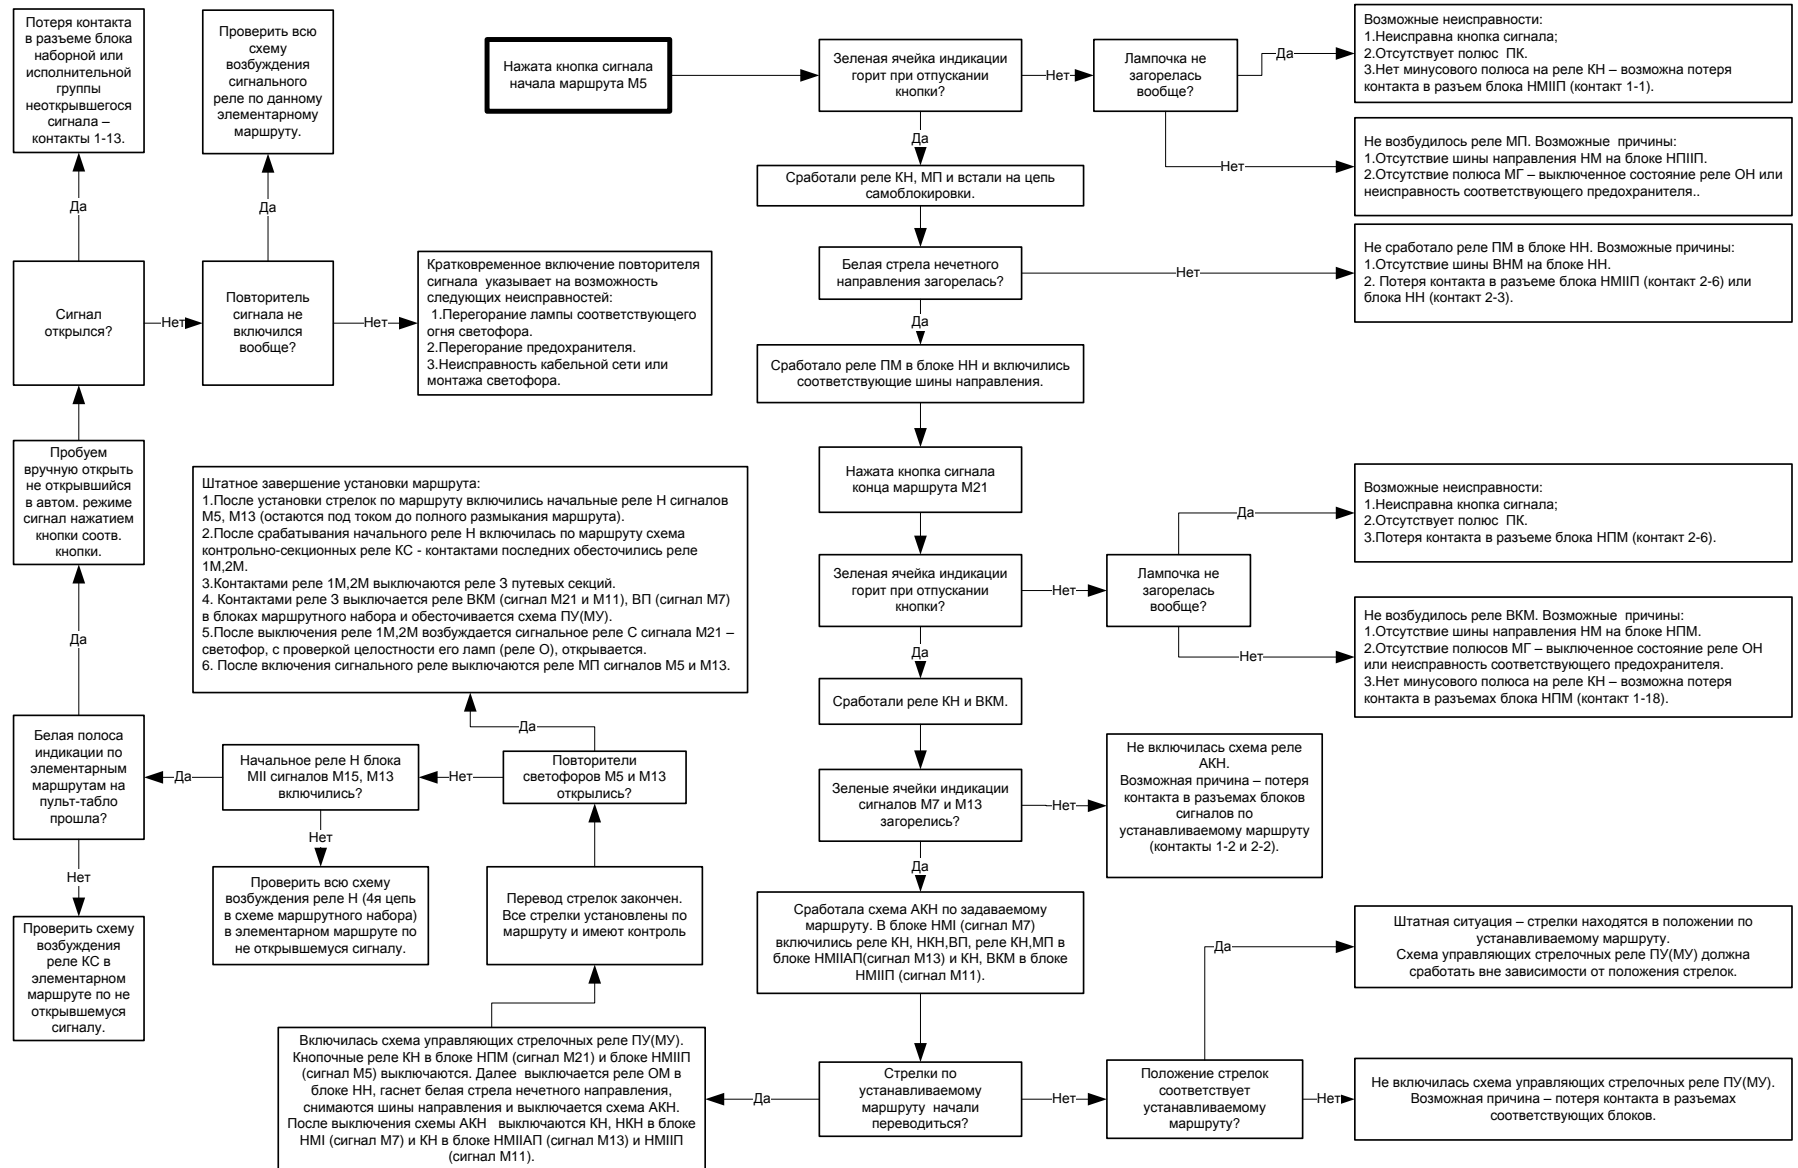 Потеря контакта
в разъеме блока
наборной или
исполнительной
группы
неоткрывшегося
сигнала –
контакты 1-13.
Проверить всю
схему
возбуждения
сигнального
реле по данному
элементарному
маршруту.
Нажата кнопка сигнала
начала маршрута М5
Зеленая ячейка индикации
горит при отпускании
кнопки?
Нет
Лампочка не
загорелась
вообще?
Да
Возможные неисправности:
1.Неисправна кнопка сигнала;
2.Отсутствует полюс ПК.
3.Нет минусового полюса на реле КН – возможна потеря
контакта в разъем блока НМIIП (контакт 1-1).
Да
Нет
Не возбудилось реле МП. Возможные причины:
1.Отсутствие шины направления НМ на блоке НПIIП.
2.Отсутствие полюса МГ – выключенное состояние реле ОН или
неисправность соответствующего предохранителя..
Сработали реле КН, МП и встали на цепь
самоблокировки.
Да
Да
Белая стрела нечетного
направления загорелась?
Нет
Не сработало реле ПМ в блоке НН. Возможные причины:
1.Отсутствие шины ВНМ на блоке НН.
2. Потеря контакта в разъеме блока НМIIП (контакт 2-6) или
блока НН (контакт 2-3).
Сигнал
открылся?
Нет
Повторитель
сигнала не
включился
вообще?
Нет
Кратковременное включение повторителя
сигнала указывает на возможность
следующих неисправностей:
1.Перегорание лампы соответствующего
огня светофора.
2.Перегорание предохранителя.
3.Неисправность кабельной сети или
монтажа светофора.
Да
Сработало реле ПМ в блоке НН и включились
соответствующие шины направления.
Пробуем
вручную открыть
не открывшийся
в автом. режиме
сигнал нажатием
кнопки соотв.
кнопки.
Штатное завершение установки маршрута:
1.После установки стрелок по маршруту включились начальные реле Н сигналов
М5, М13 (остаются под током до полного размыкания маршрута).
2.После срабатывания начального реле Н включилась по маршруту схема
контрольно-секционных реле КС - контактами последних обесточились реле
1М,2М.
3.Контактами реле 1М,2М выключаются реле З путевых секций.
4. Контактами реле З выключается реле ВКМ (сигнал М21 и М11), ВП (сигнал М7)
в блоках маршрутного набора и обесточивается схема ПУ(МУ).
5.После выключения реле 1М,2М возбуждается сигнальное реле С сигнала М21 –
светофор, с проверкой целостности его ламп (реле О), открывается.
6. После включения сигнального реле выключаются реле МП сигналов М5 и М13.
Нажата кнопка сигнала
конца маршрута М21
Да
Возможные неисправности:
1.Неисправна кнопка сигнала;
2.Отсутствует полюс ПК.
3.Потеря контакта в разъеме блока НПМ (контакт 2-6).
Зеленая ячейка индикации
горит при отпускании
кнопки?
Нет
Лампочка не
загорелась
вообще?
Да
Да
Нет
Не возбудилось реле ВКМ. Возможные причины:
1.Отсутствие шины направления НМ на блоке НПМ.
2.Отсутствие полюсов МГ – выключенное состояние реле ОН
или неисправность соответствующего предохранителя.
3.Нет минусового полюса на реле КН – возможна потеря
контакта в разъемах блока НПМ (контакт 1-18).
Сработали реле КН и ВКМ.
Да
Белая полоса
индикации по
элементарным
маршрутам на
пульт-табло
прошла?
Да
Начальное реле Н блока
МII сигналов М15, М13
включились?
Нет
Повторители
светофоров М5 и М13
открылись?
Зеленые ячейки индикации
сигналов М7 и М13
загорелись?
Нет
Не включилась схема реле
АКН.
Возможная причина – потеря
контакта в разъемах блоков
сигналов по
устанавливаемому маршруту
(контакты 1-2 и 2-2).
Нет
Нет
Да
Проверить схему
возбуждения
реле КС в
элементарном
маршруте по не
открывшемуся
сигналу.
Проверить всю схему
возбуждения реле Н (4я цепь
в схеме маршрутного набора)
в элементарном маршруте по
не открывшемуся сигналу.
Перевод стрелок закончен.
Все стрелки установлены по
маршруту и имеют контроль
Сработала схема АКН по задаваемому
маршруту. В блоке НМI (сигнал М7)
включились реле КН, НКН,ВП, реле КН,МП в
блоке НМIIАП(сигнал М13) и КН, ВКМ в блоке
НМIIП (сигнал М11).
Да
Штатная ситуация – стрелки находятся в положении по
устанавливаемому маршруту.
Схема управляющих стрелочных реле ПУ(МУ) должна
сработать вне зависимости от положения стрелок.
Включилась схема управляющих стрелочных реле ПУ(МУ).
Кнопочные реле КН в блоке НПМ (сигнал М21) и блоке НМIIП
(сигнал М5) выключаются. Далее выключается реле ОМ в
блоке НН, гаснет белая стрела нечетного направления,
снимаются шины направления и выключается схема АКН.
После выключения схемы АКН выключаются КН, НКН в блоке
НМI (сигнал М7) и КН в блоке НМIIАП (сигнал М13) и НМIIП
(сигнал М11).
Да
Стрелки по
устанавливаемому
маршруту начали
переводиться?
Нет
Положение стрелок
соответствует
устанавливаемому
маршруту?
Нет
Не включилась схема управляющих стрелочных реле ПУ(МУ).
Возможная причина – потеря контакта в разъемах
соответствующих блоков.